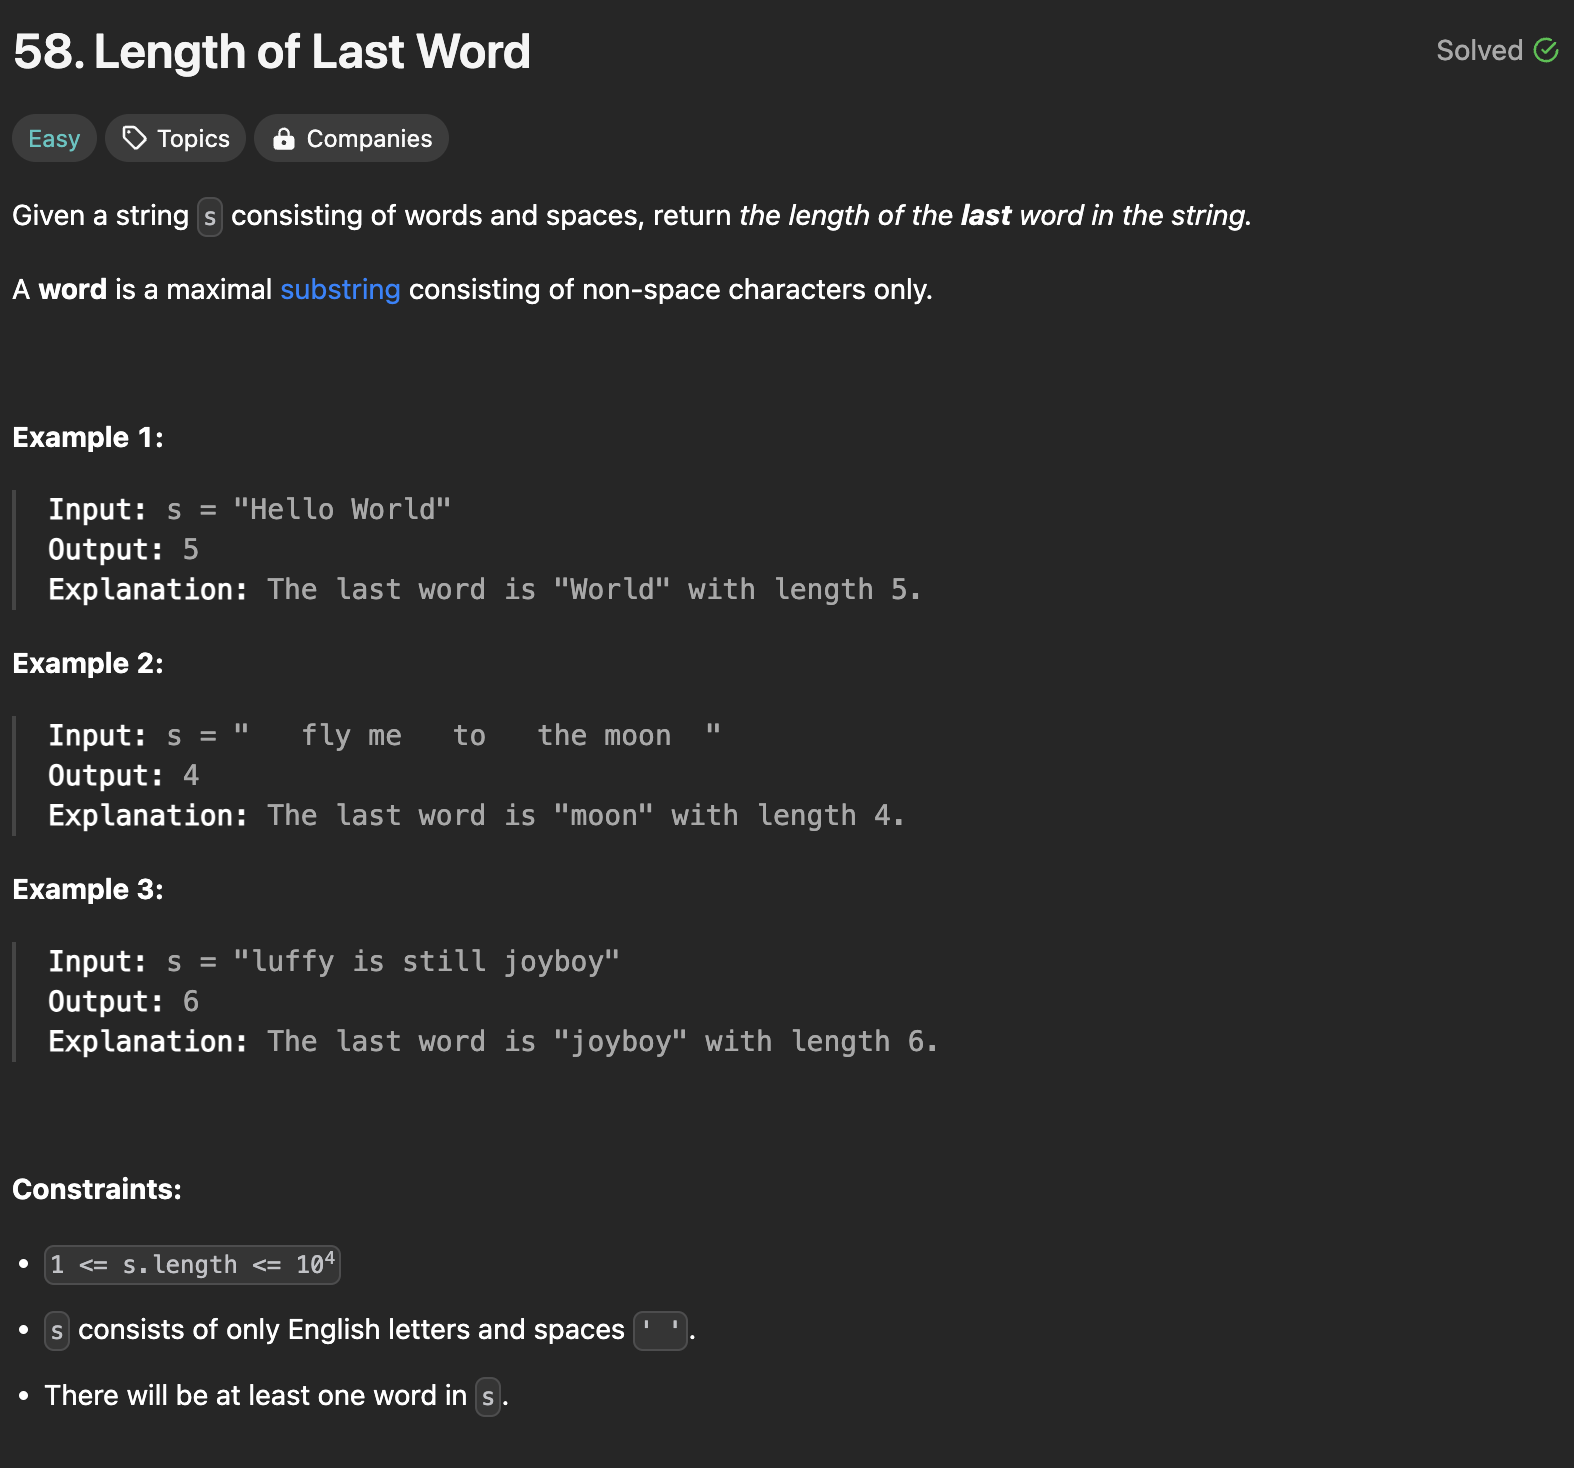 58. Length of Last Word
Solved
Easy
Topics
Companies
Given a string s consisting of words and spaces, return the length of the last word in the string.
A word is a maximal substring consisting of non-space characters only.
Example 1:
Input: s = "Hello World"
Output: 5
Explanation: The last word is "World" with length 5.
Example 2:
Input: s = "   fly me   to   the moon  "
Output: 4
Explanation: The last word is "moon" with length 4.
Example 3:
Input: s = "luffy is still joyboy"
Output: 6
Explanation: The last word is "joyboy" with length 6.
Constraints:
• 1 <= s.length <= 10⁴
• s consists of only English letters and spaces ' '.
• There will be at least one word in s.